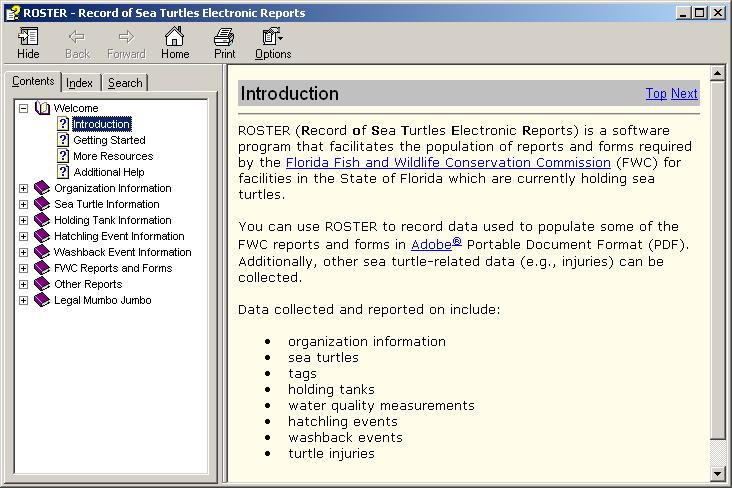 ROSTER - Record of Sea Turtles Electronic Reports
Hide Back Forward Home Print Options
Contents Index Search
Welcome
Introduction
Getting Started
More Resources
Additional Help
Organization Information
Sea Turtle Information
Holding Tank Information
Hatchling Event Information
Washback Event Information
FWC Reports and Forms
Other Reports
Legal Mumbo Jumbo
Introduction Top Next
ROSTER (Record of Sea Turtles Electronic Reports) is a software
program that facilitates the population of reports and forms required
by the Florida Fish and Wildlife Conservation Commission (FWC) for
facilities in the State of Florida which are currently holding sea
turtles.
You can use ROSTER to record data used to populate some of the
FWC reports and forms in Adobe® Portable Document Format (PDF).
Additionally, other sea turtle-related data (e.g., injuries) can be
collected.
Data collected and reported on include:
• organization information
• sea turtles
• tags
• holding tanks
• water quality measurements
• hatchling events
• washback events
• turtle injuries